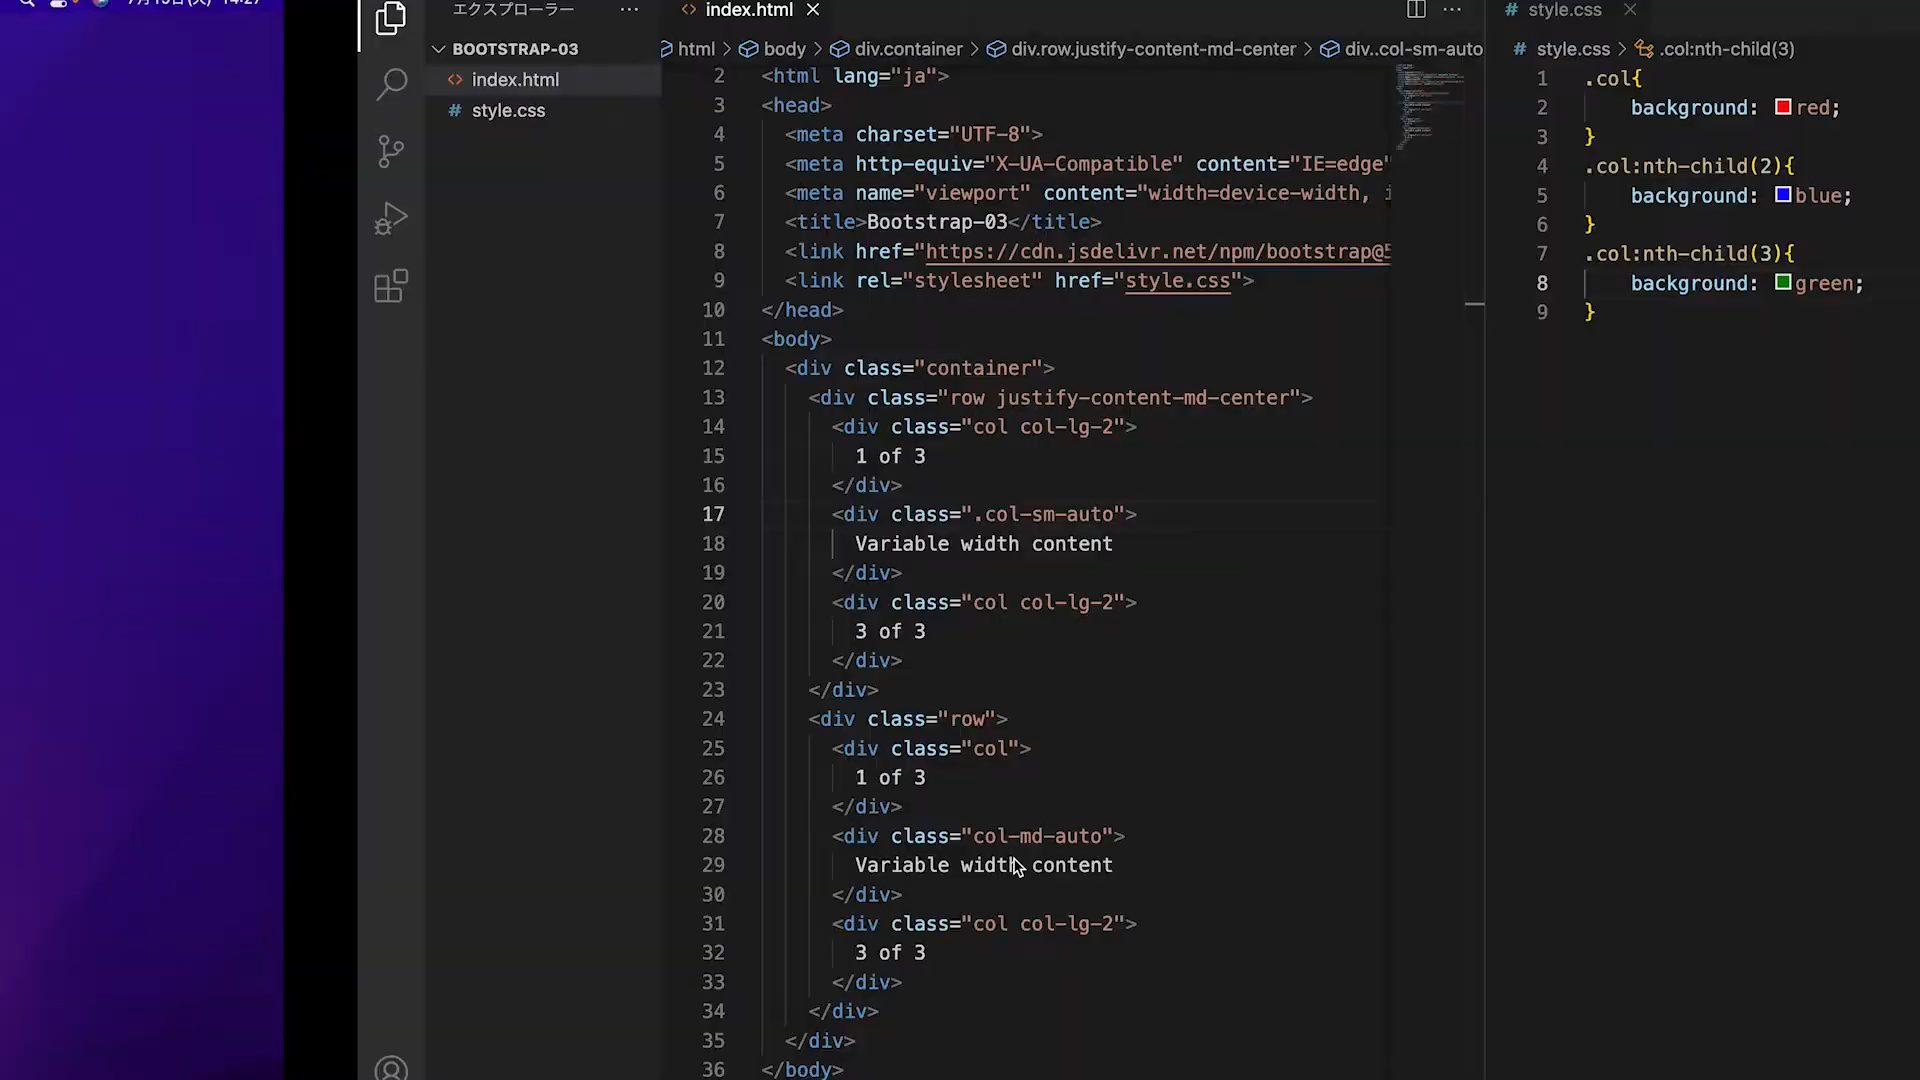 エクスプローラー ···
BOOTSTRAP-03
index.html
style.css
index.html
html > body > div.container > div.row.justify-content-md-center > div..col-sm-auto
2 <html lang="ja">
3 <head>
4 <meta charset="UTF-8">
5 <meta http-equiv="X-UA-Compatible" content="IE=edge"
6 <meta name="viewport" content="width=device-width, i
7 <title>Bootstrap-03</title>
8 <link href="https://cdn.jsdelivr.net/npm/bootstrap@5
9 <link rel="stylesheet" href="style.css">
10 </head>
11 <body>
12 <div class="container">
13 <div class="row justify-content-md-center">
14 <div class="col col-lg-2">
15 1 of 3
16 </div>
17 <div class=".col-sm-auto">
18 Variable width content
19 </div>
20 <div class="col col-lg-2">
21 3 of 3
22 </div>
23 </div>
24 <div class="row">
25 <div class="col">
26 1 of 3
27 </div>
28 <div class="col-md-auto">
29 Variable width content
30 </div>
31 <div class="col col-lg-2">
32 3 of 3
33 </div>
34 </div>
35 </div>
36 </body>
# style.css
# style.css > .col:nth-child(3)
1 .col{
2 background: red;
3 }
4 .col:nth-child(2){
5 background: blue;
6 }
7 .col:nth-child(3){
8 background: green;
9 }